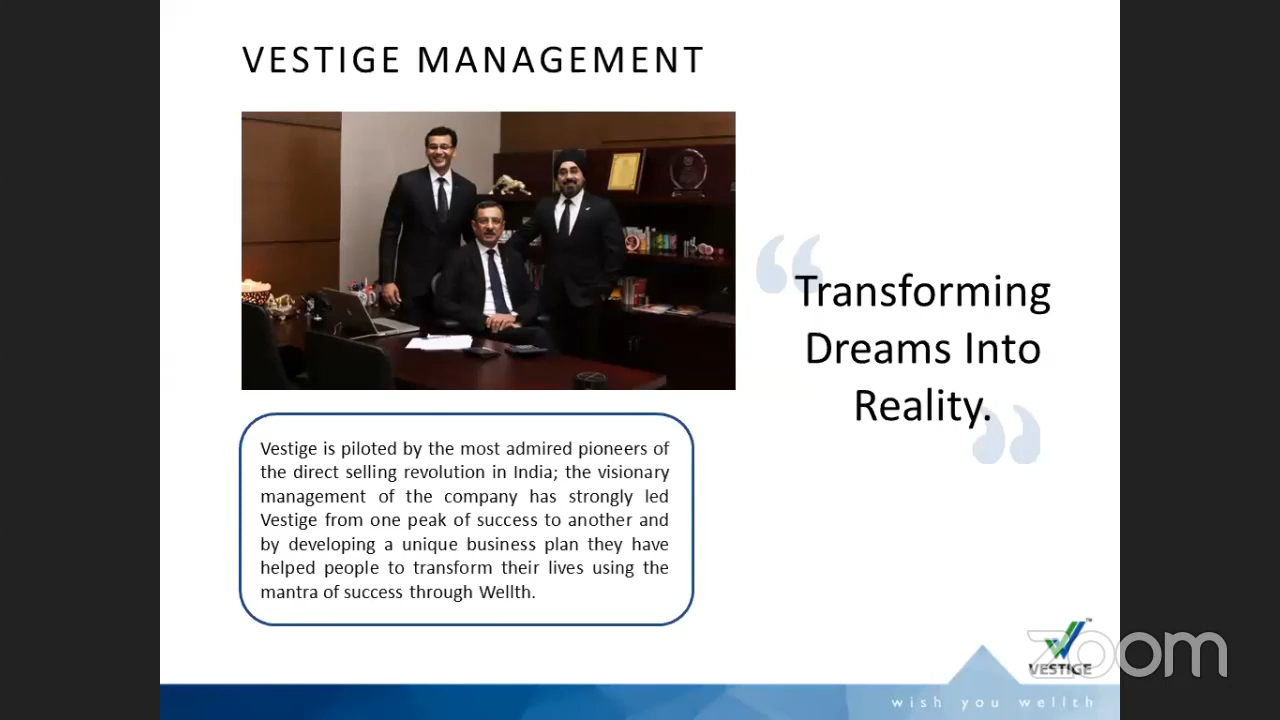 VESTIGE MANAGEMENT
Transforming
Dreams Into
Reality.
Vestige is piloted by the most admired pioneers of
the direct selling revolution in India; the visionary
management of the company has strongly led
Vestige from one peak of success to another and
by developing a unique business plan they have
helped people to transform their lives using the
mantra of success through Wellth.
zoom
VESTIGE
wish you wellth